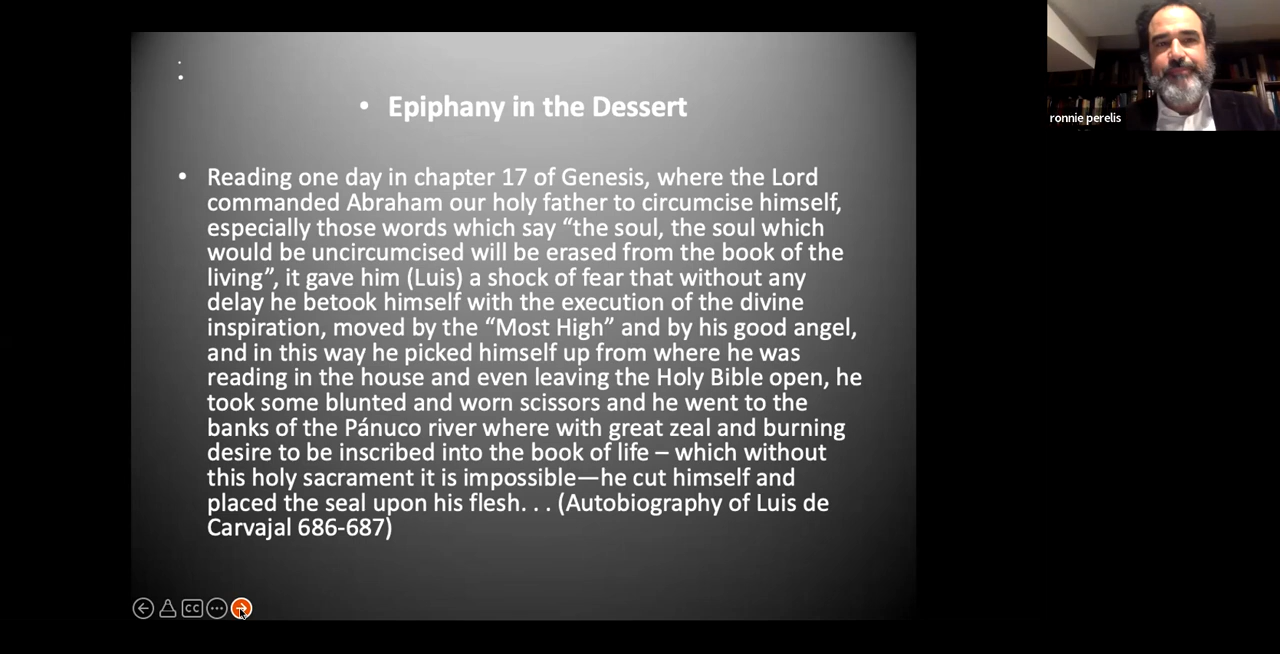 • Epiphany in the Dessert
• Reading one day in chapter 17 of Genesis, where the Lord
commanded Abraham our holy father to circumcise himself,
especially those words which say “the soul, the soul which
would be uncircumcised will be erased from the book of the
living”, it gave him (Luis) a shock of fear that without any
delay he betook himself with the execution of the divine
inspiration, moved by the “Most High” and by his good angel,
and in this way he picked himself up from where he was
reading in the house and even leaving the Holy Bible open, he
took some blunted and worn scissors and he went to the
banks of the Pánuco river where with great zeal and burning
desire to be inscribed into the book of life – which without
this holy sacrament it is impossible—he cut himself and
placed the seal upon his flesh. . . (Autobiography of Luis de
Carvajal 686-687)
CC
ronnie perelis